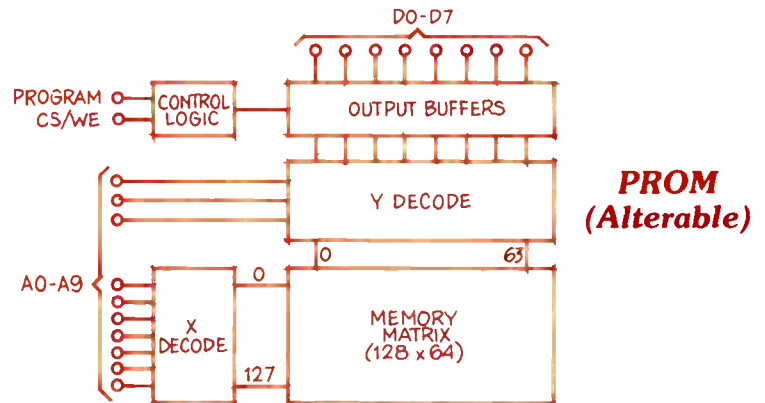 D0-D7
PROGRAM
CS/WE
CONTROL
LOGIC
OUTPUT BUFFERS
Y DECODE
PROM
(Alterable)
0
63
A0-A9
X
DECODE
0
127
MEMORY
MATRIX
(128 x 64)